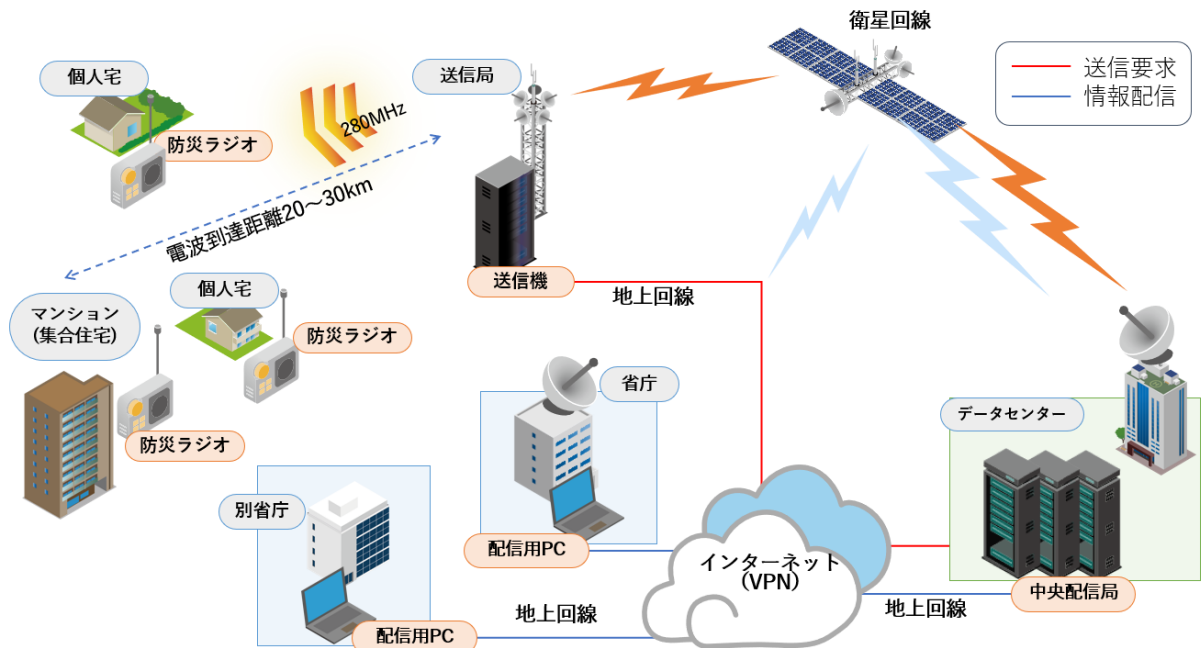 衛星回線
送信要求
情報配信
個人宅
送信局
280MHz
防災ラジオ
電波到達距離20～30km
送信機
地上回線
個人宅
マンション
(集合住宅)
防災ラジオ
防災ラジオ
省庁
データセンター
別省庁
配信用PC
インターネット
(VPN)
中央配信局
地上回線
地上回線
配信用PC